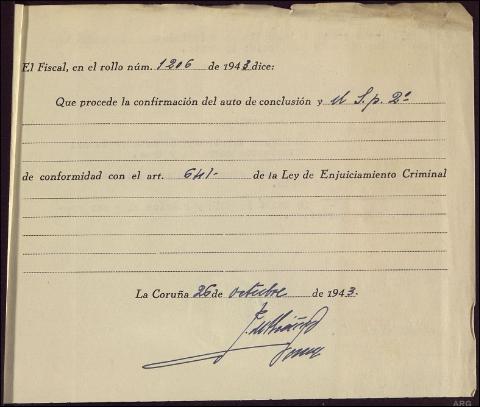 El Fiscal, en el rollo núm. 1206 de 1943 dice:
Que procede la confirmación del auto de conclusión y el S.p. 2º
de conformidad con el art. 641- de la Ley de Enjuiciamiento Criminal
La Coruña 26 de octubre de 1943.
ARG